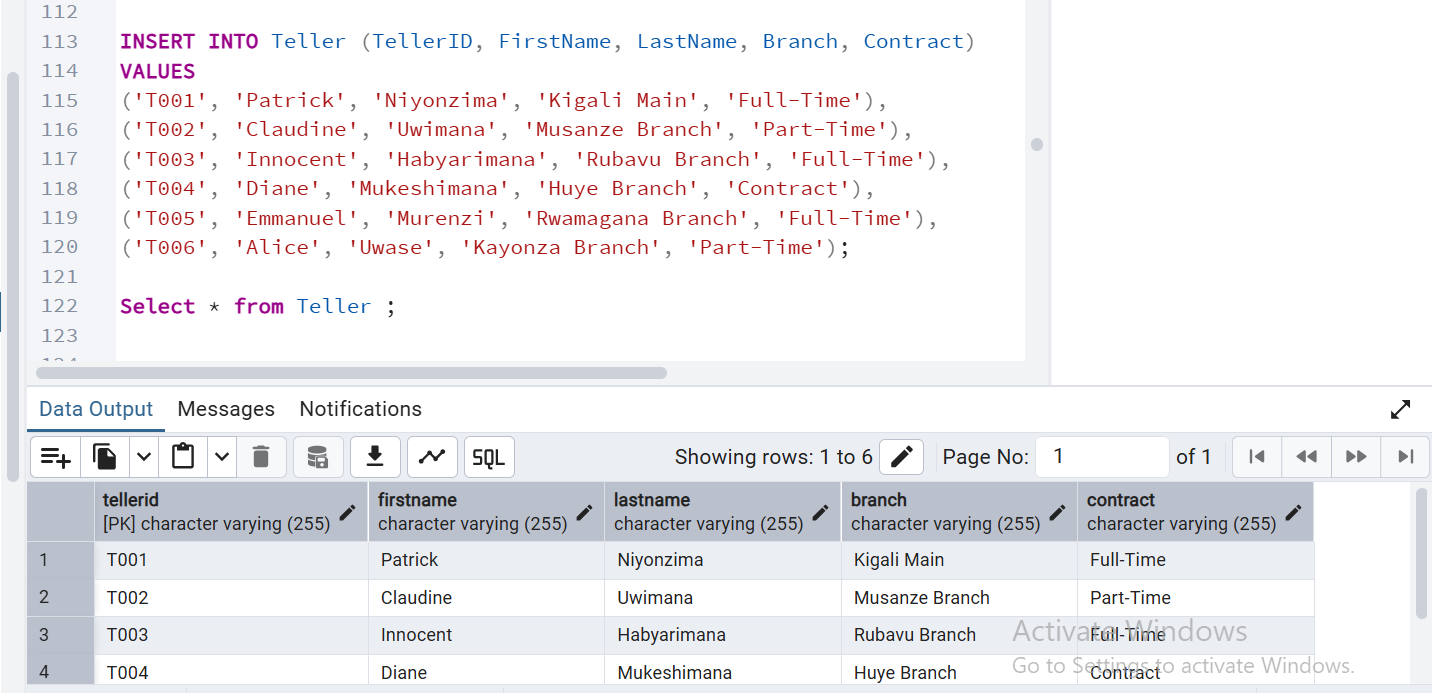 112
113 INSERT INTO Teller (TellerID, FirstName, LastName, Branch, Contract)
114 VALUES
115 ('T001', 'Patrick', 'Niyonzima', 'Kigali Main', 'Full-Time'),
116 ('T002', 'Claudine', 'Uwimana', 'Musanze Branch', 'Part-Time'),
117 ('T003', 'Innocent', 'Habyarimana', 'Rubavu Branch', 'Full-Time'),
118 ('T004', 'Diane', 'Mukeshimana', 'Huye Branch', 'Contract'),
119 ('T005', 'Emmanuel', 'Murenzi', 'Rwamagana Branch', 'Full-Time'),
120 ('T006', 'Alice', 'Uwase', 'Kayonza Branch', 'Part-Time');
121
122 Select * from Teller ;
123
Data Output Messages Notifications
SQL Showing rows: 1 to 6 Page No: 1 of 1
tellerid firstname lastname branch contract
[PK] character varying (255) character varying (255) character varying (255) character varying (255) character varying (255)
1 T001 Patrick Niyonzima Kigali Main Full-Time
2 T002 Claudine Uwimana Musanze Branch Part-Time
3 T003 Innocent Habyarimana Rubavu Branch Full-Time
Activate Windows
4 T004 Diane Mukeshimana Huye Branch Contract
Go to Settings to activate Windows.